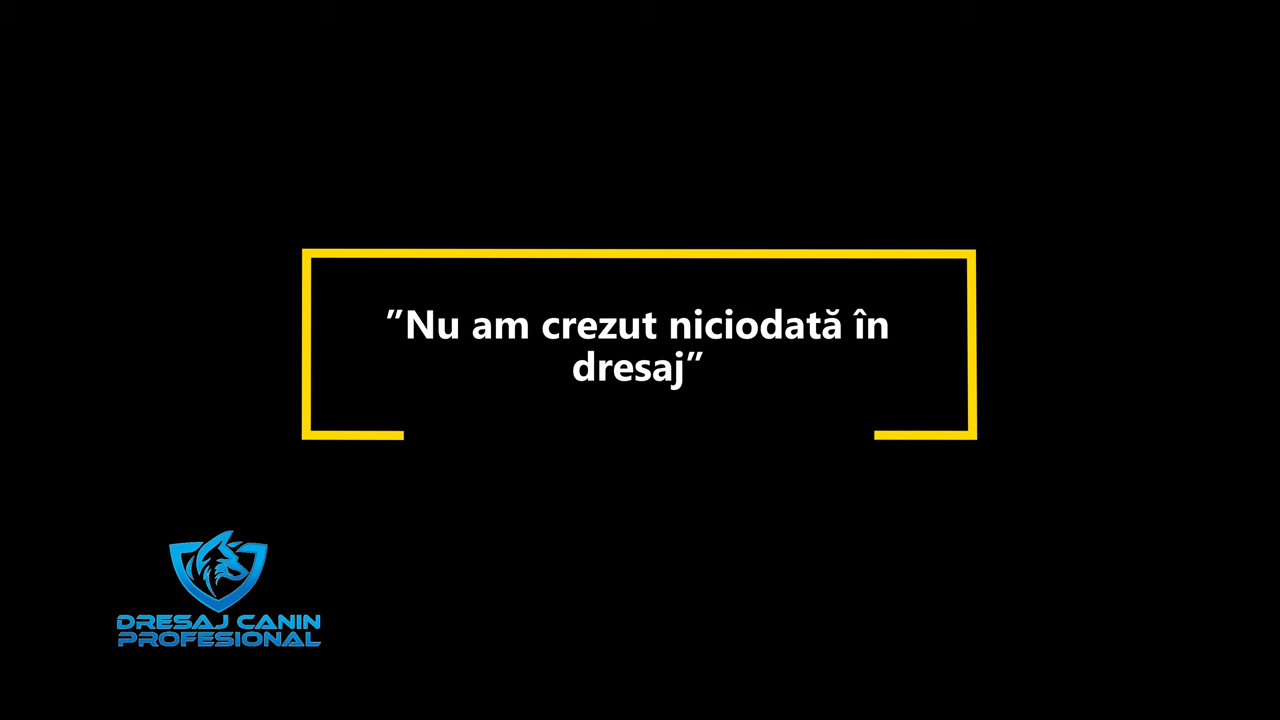 ”Nu am crezut niciodată în
dresaj”
DRESAJ CANIN
PROFESIONAL